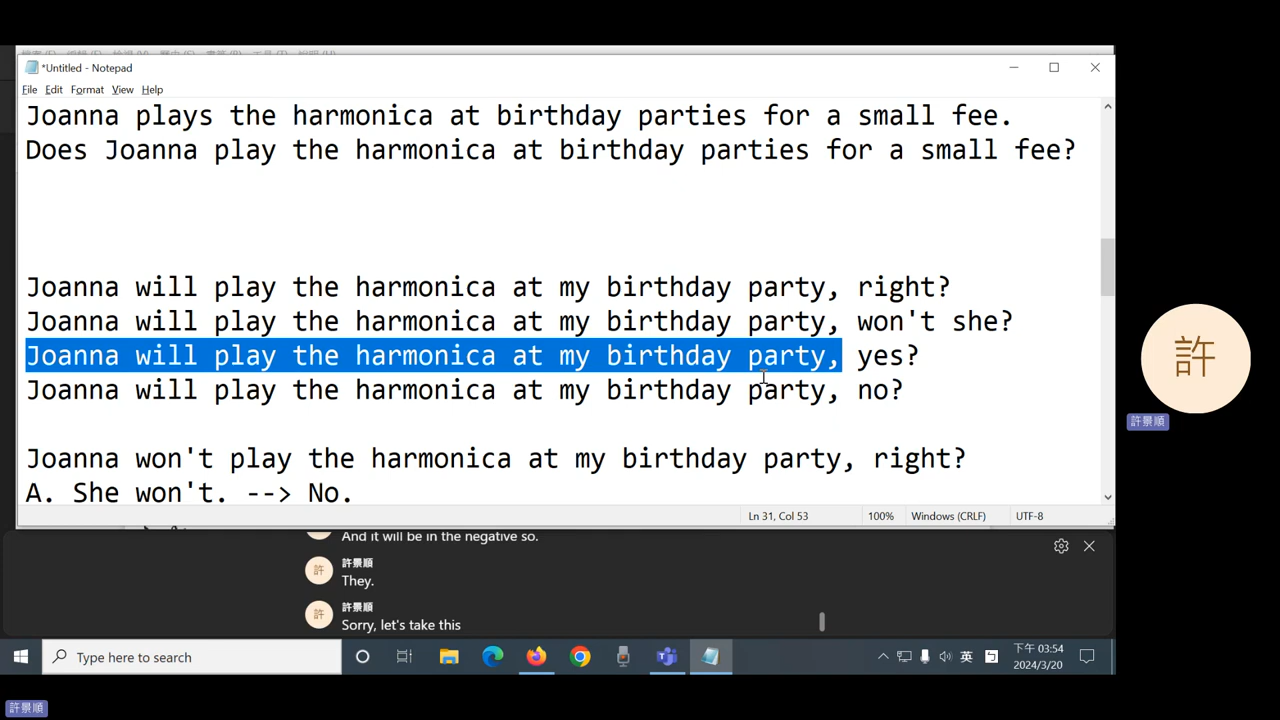 *Untitled - Notepad
File Edit Format View Help
Joanna plays the harmonica at birthday parties for a small fee.
Does Joanna play the harmonica at birthday parties for a small fee?
Joanna will play the harmonica at my birthday party, right?
Joanna will play the harmonica at my birthday party, won't she?
Joanna will play the harmonica at my birthday party, yes?
Joanna will play the harmonica at my birthday party, no?
Joanna won't play the harmonica at my birthday party, right?
A. She won't. --> No.
Ln 31, Col 53
100%
Windows (CRLF)
UTF-8
And it will be in the negative so.
許
許景順
They.
許
許景順
Sorry, let's take this
許
許景順
Type here to search
英
下午 03:54
2024/3/20
許景順